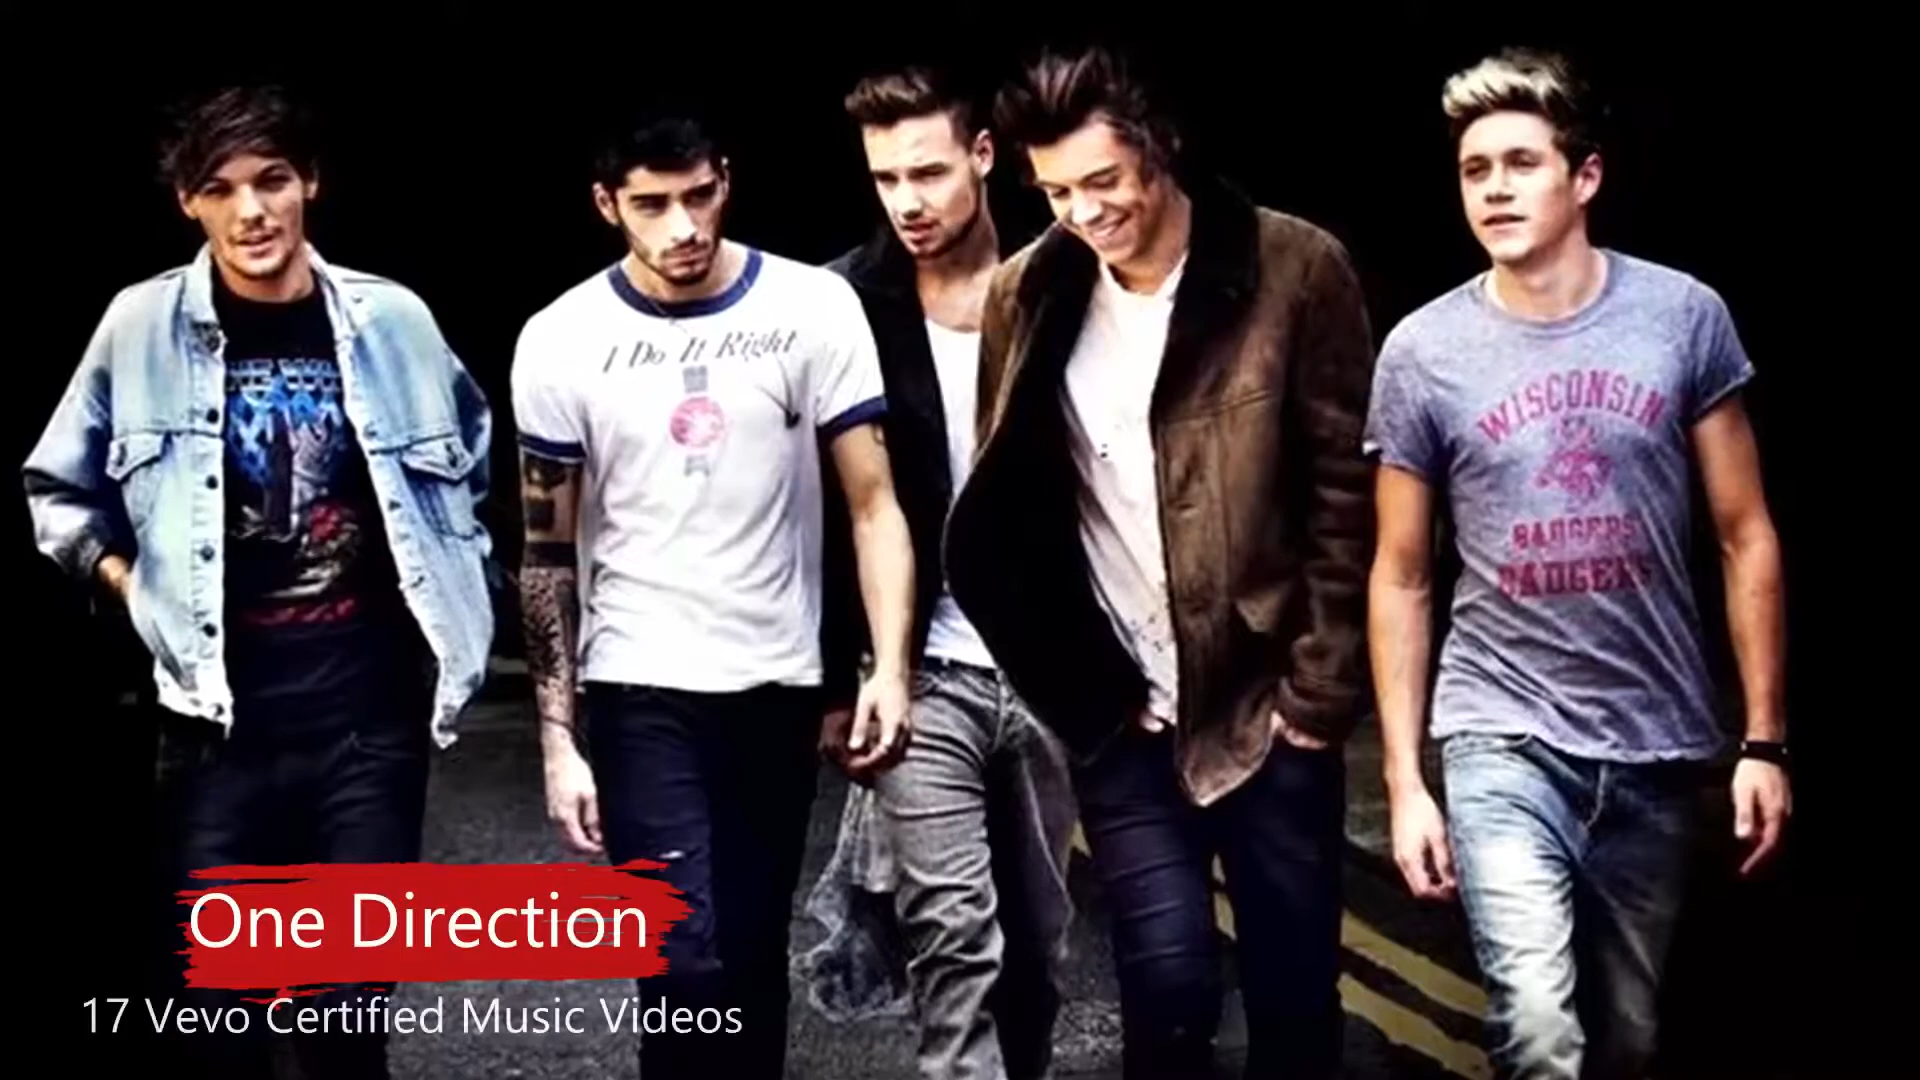 I Do It Right
WISCONSIN
BADGERS
BADGERS
One Direction
17 Vevo Certified Music Videos